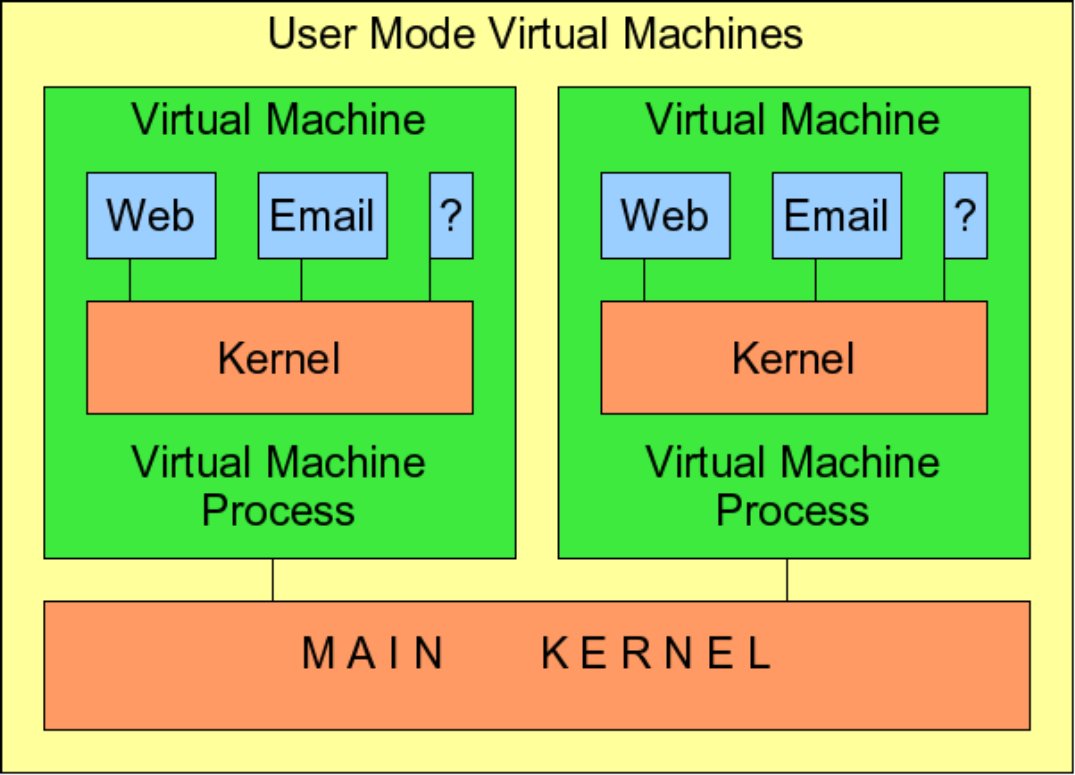 User Mode Virtual Machines
Virtual Machine
Web Email ?
Kernel
Virtual Machine
Process
Virtual Machine
Web Email ?
Kernel
Virtual Machine
Process
MAIN KERNEL